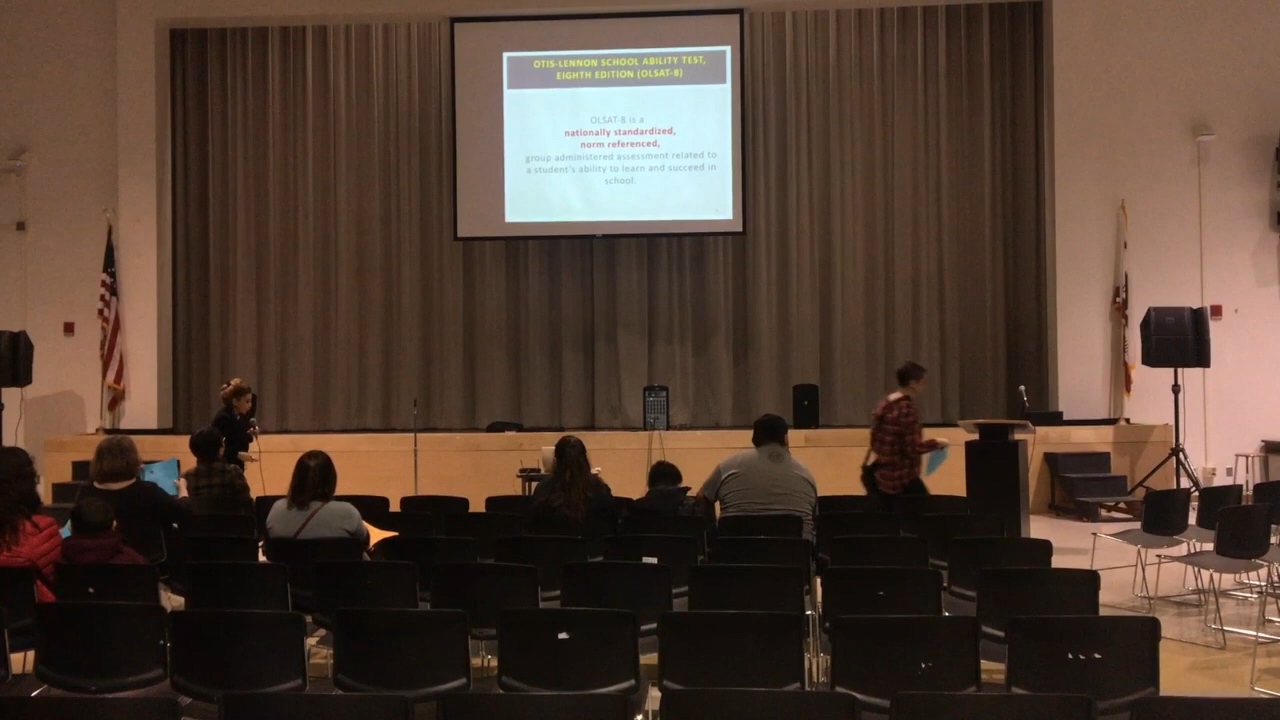 OTIS-LENNON SCHOOL ABILITY TEST,
EIGHTH EDITION (OLSAT-8)
OLSAT-8 is a
nationally standardized,
norm referenced,
group administered assessment related to
a student's ability to learn and succeed in
school.